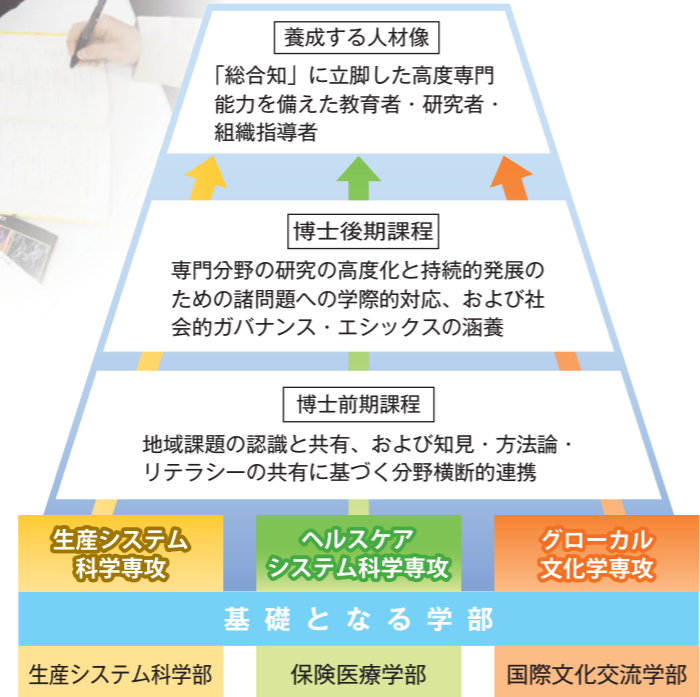 養成する人材像
「総合知」に立脚した高度専門
能力を備えた教育者・研究者・
組織指導者
博士後期課程
専門分野の研究の高度化と持続的発展の
ための諸問題への学際的対応、および社
会的ガバナンス・エシックスの涵養
博士前期課程
地域課題の認識と共有、および知見・方法論・
リテラシーの共有に基づく分野横断的連携
生産システム
科学専攻
ヘルスケア
システム科学専攻
グローカル
文化学専攻
基礎となる学部
生産システム科学部
保険医療学部
国際文化交流学部